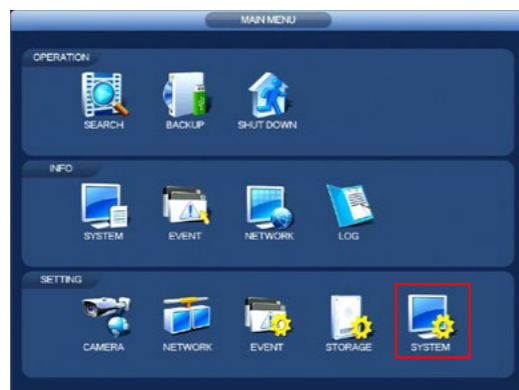 MAIN MENU
OPERATION
SEARCH BACKUP SHUT DOWN
INFO
SYSTEM EVENT NETWORK LOG
SETTING
CAMERA NETWORK EVENT STORAGE SYSTEM